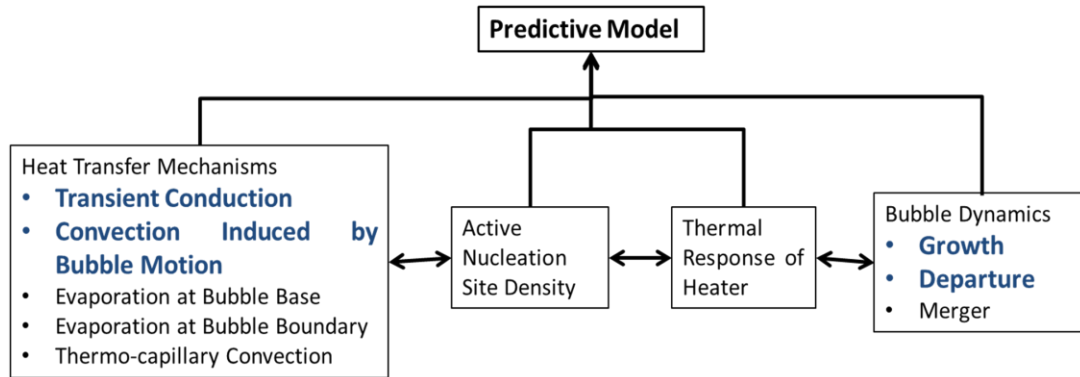 Predictive Model
Heat Transfer Mechanisms
• Transient Conduction
• Convection Induced by
Bubble Motion
• Evaporation at Bubble Base
• Evaporation at Bubble Boundary
• Thermo-capillary Convection
Active
Nucleation
Site Density
Thermal
Response of
Heater
Bubble Dynamics
• Growth
• Departure
• Merger